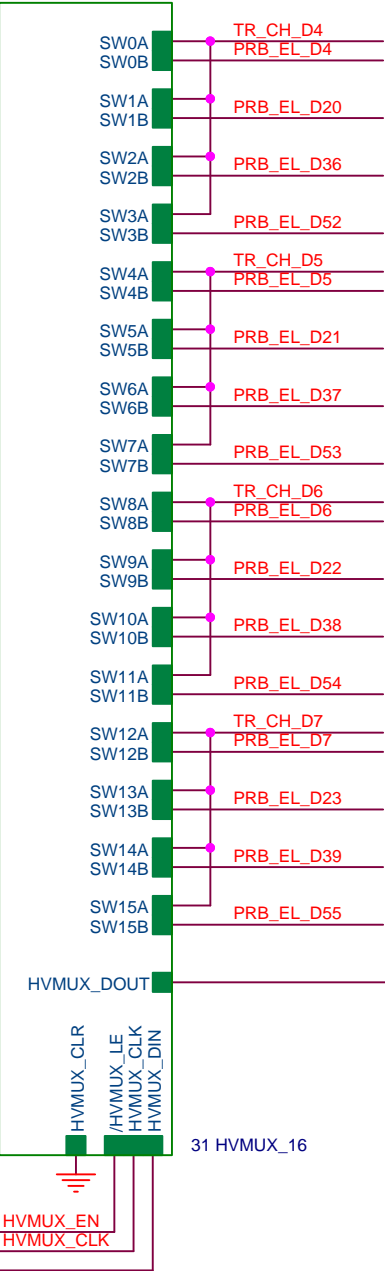 SW0A TR_CH_D4
SW0B PRB_EL_D4
SW1A
SW1B PRB_EL_D20
SW2A
SW2B PRB_EL_D36
SW3A
SW3B PRB_EL_D52
SW4A TR_CH_D5
SW4B PRB_EL_D5
SW5A
SW5B PRB_EL_D21
SW6A
SW6B PRB_EL_D37
SW7A
SW7B PRB_EL_D53
SW8A TR_CH_D6
SW8B PRB_EL_D6
SW9A
SW9B PRB_EL_D22
SW10A
SW10B PRB_EL_D38
SW11A
SW11B PRB_EL_D54
SW12A TR_CH_D7
SW12B PRB_EL_D7
SW13A
SW13B PRB_EL_D23
SW14A
SW14B PRB_EL_D39
SW15A
SW15B PRB_EL_D55
HVMUX_DOUT
HVMUX_CLR
/HVMUX_LE
HVMUX_CLK
HVMUX_DIN
31 HVMUX_16
HVMUX_EN
HVMUX_CLK